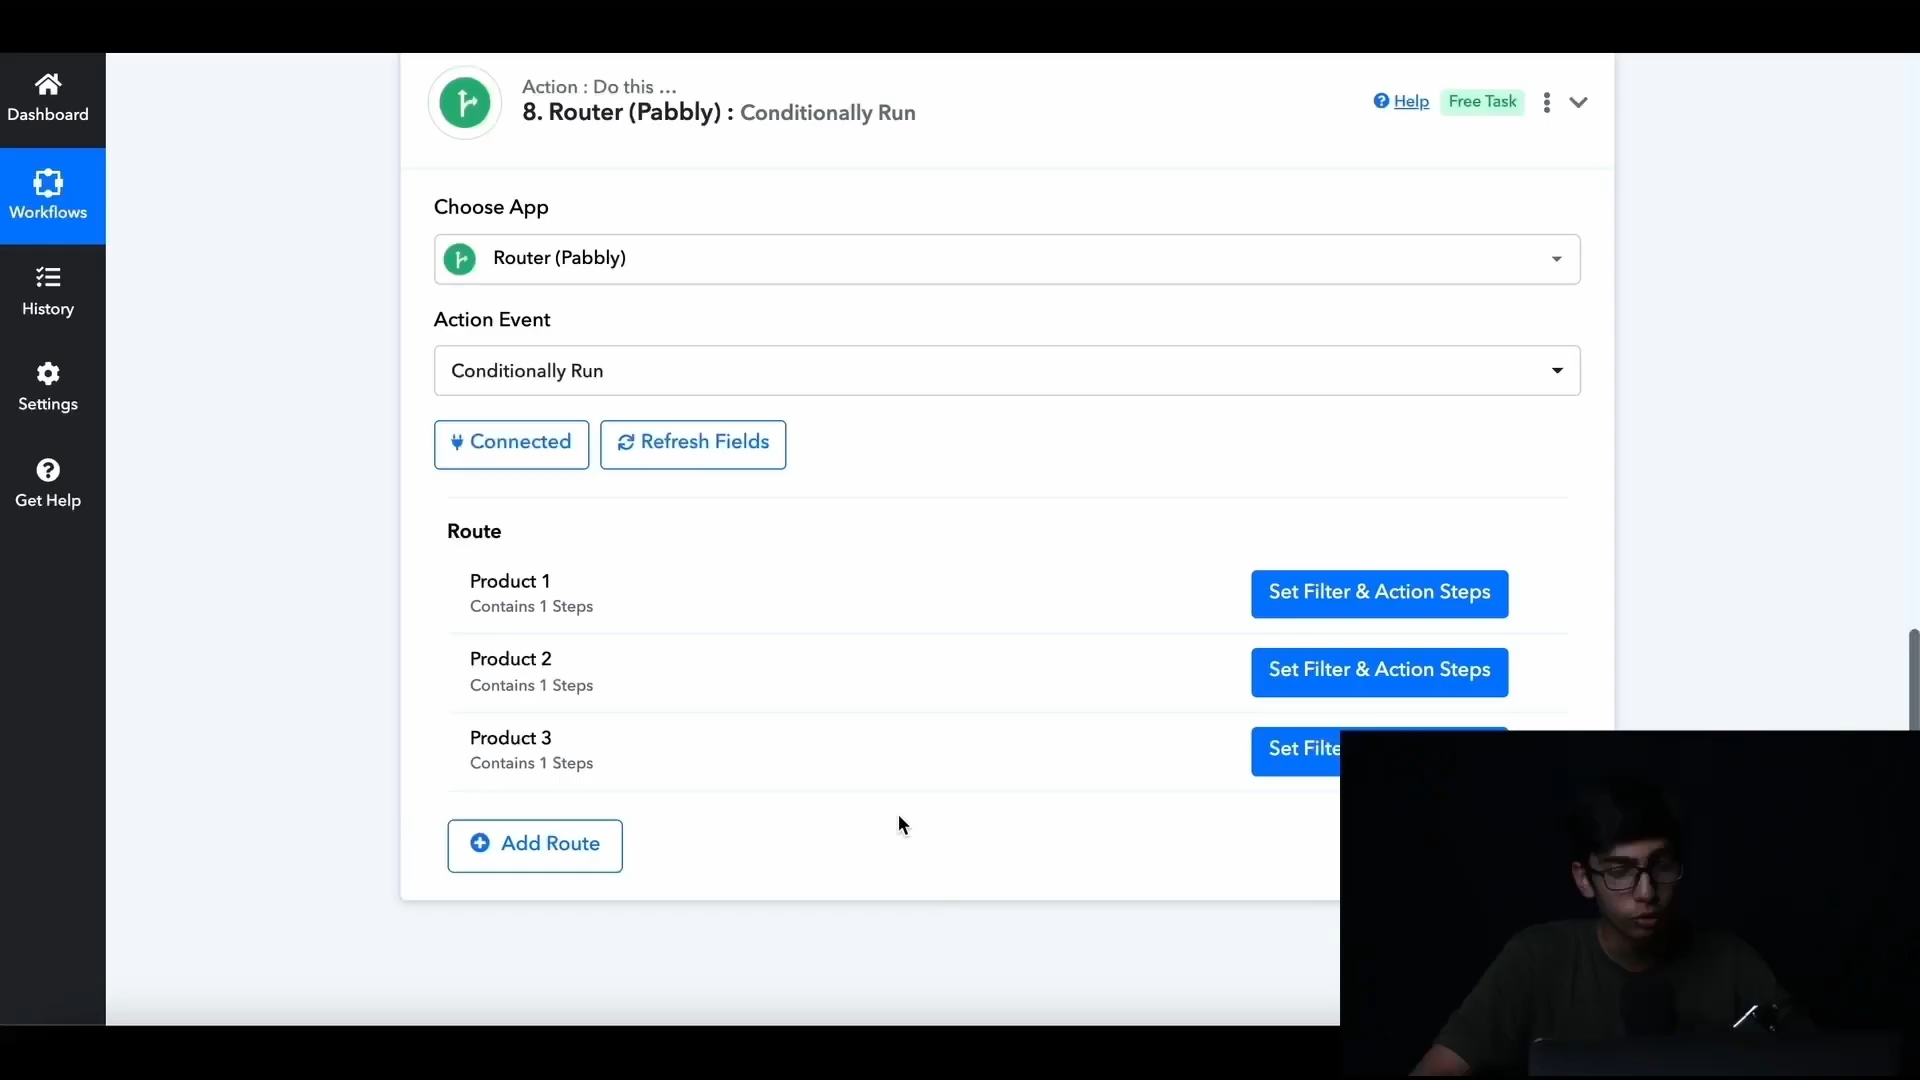 Dashboard
Workflows
History
Settings
Get Help
Action : Do this ...
8. Router (Pabbly) : Conditionally Run
Help
Free Task
Choose App
Router (Pabbly)
Action Event
Conditionally Run
Connected
Refresh Fields
Route
Product 1
Contains 1 Steps
Set Filter & Action Steps
Product 2
Contains 1 Steps
Set Filter & Action Steps
Product 3
Contains 1 Steps
Set Filte
Add Route